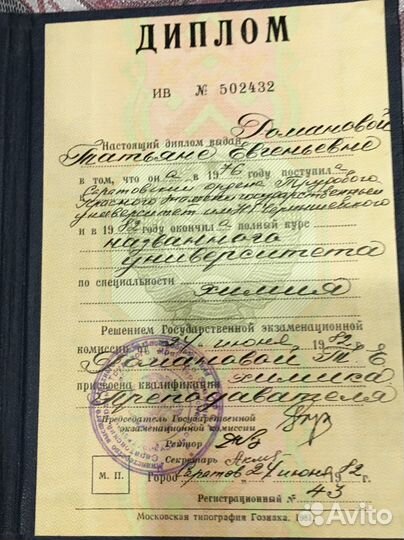 ДИПЛОМ
ИВ № 502432
Настоящий диплом выдан Домановой
Татьяне Евгеньевне
в том, что он а в 1976 году поступил а
в Саратовский ордена Трудового
Красного Знамени государственный
университет им. Н.Г. Чернышевского
и в 1982 году окончил а полный курс
названного
университета
по специальности химия
Решением Государственной экзаменационной
комиссии от 24 июня 1982 г.
Домановой Т. Е.
присвоена квалификация химика
Преподавателя
Председатель Государственной
экзаменационной комиссии
Ректор
Секретарь
М. П. Город Саратов 24 июня 1982 г.
Регистрационный № 43
Московская типография Гознака.
Avito